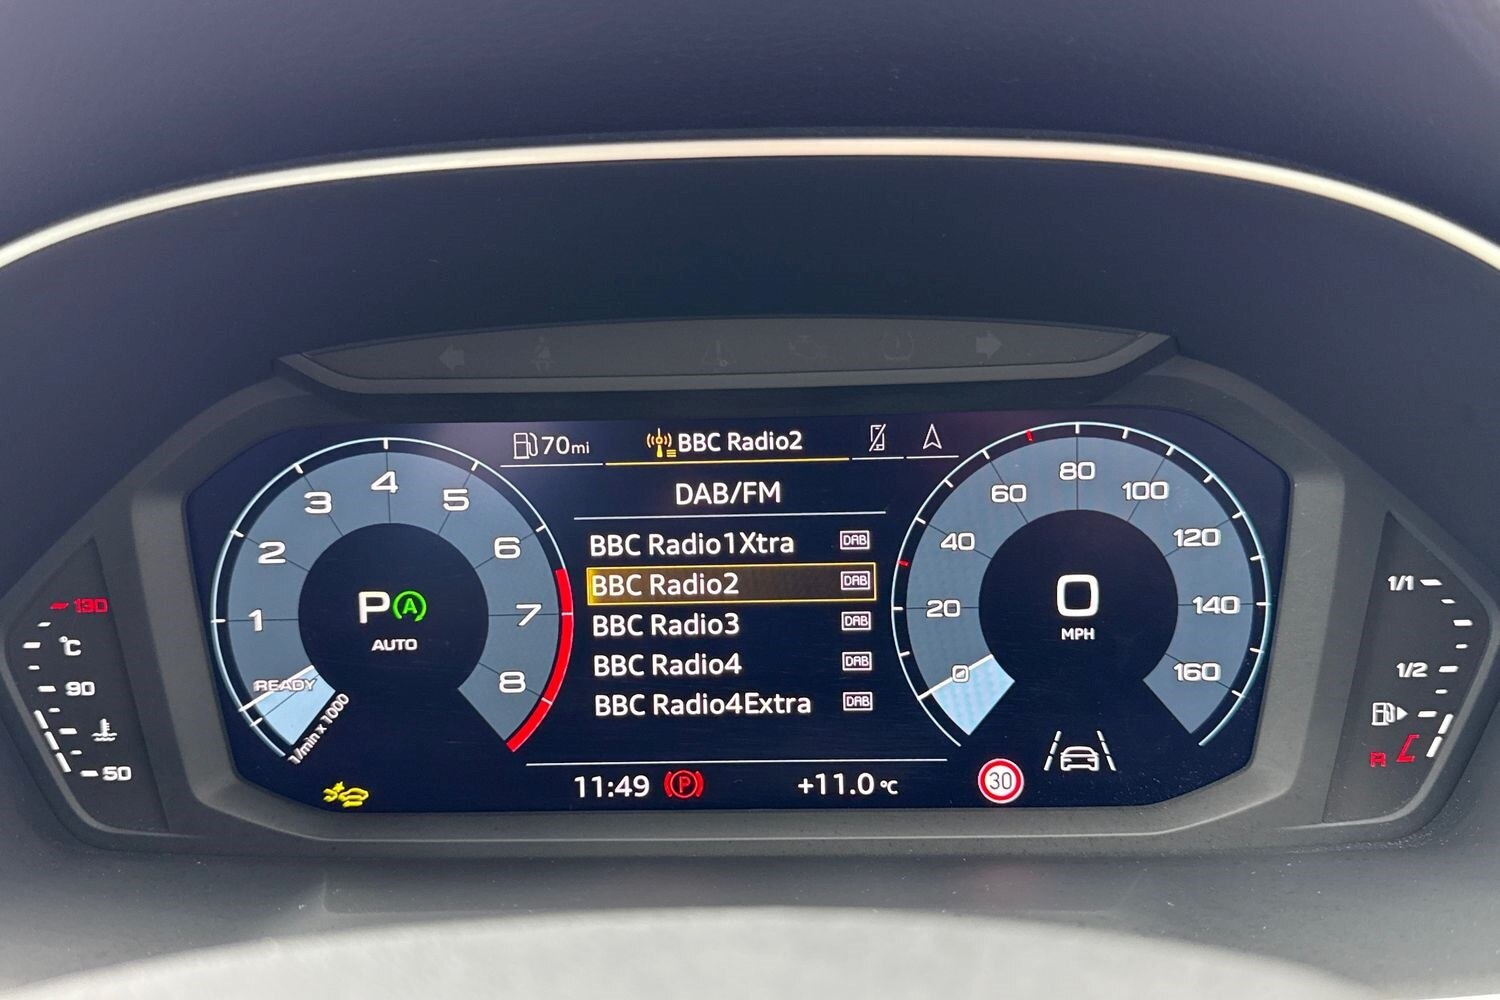 70mi
BBC Radio2
DAB/FM
BBC Radio1Xtra DAB
BBC Radio2 DAB
BBC Radio3 DAB
BBC Radio4 DAB
BBC Radio4Extra DAB
11:49 P +11.0 °C
1
2
3
4
5
6
7
8
READY
1/min x 1000
P A
AUTO
0
20
40
60
80
100
120
140
160
0
MPH
30
130
°C
90
50
1/1
1/2
R